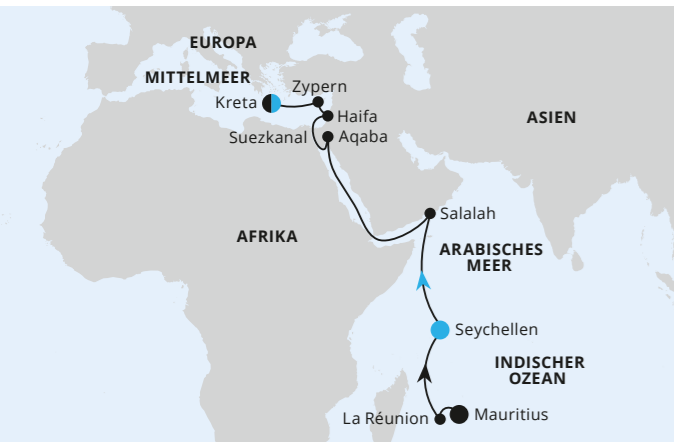 EUROPA
MITTELMEER
Zypern
Kreta
Haifa
Suezkanal
Aqaba
ASIEN
AFRIKA
Salalah
ARABISCHES
MEER
Seychellen
INDISCHER
OZEAN
La Réunion
Mauritius